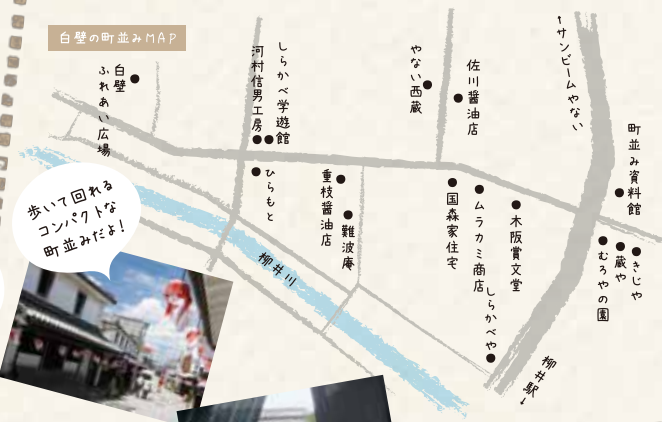 白壁の町並みMAP
↑サンビームやない
町並み資料館
佐川醤油店
やない西蔵
しらかべ学遊館
河村信男工房
白壁
ふれあい広場
きじや
蔵や
むろやの園
木阪賞文堂
ムラカミ商店
国森家住宅
難波庵
重枝醤油店
ひらもと
しらかべや
柳井川
柳井駅→
歩いて回れる
コンパクトな
町並みだよ!